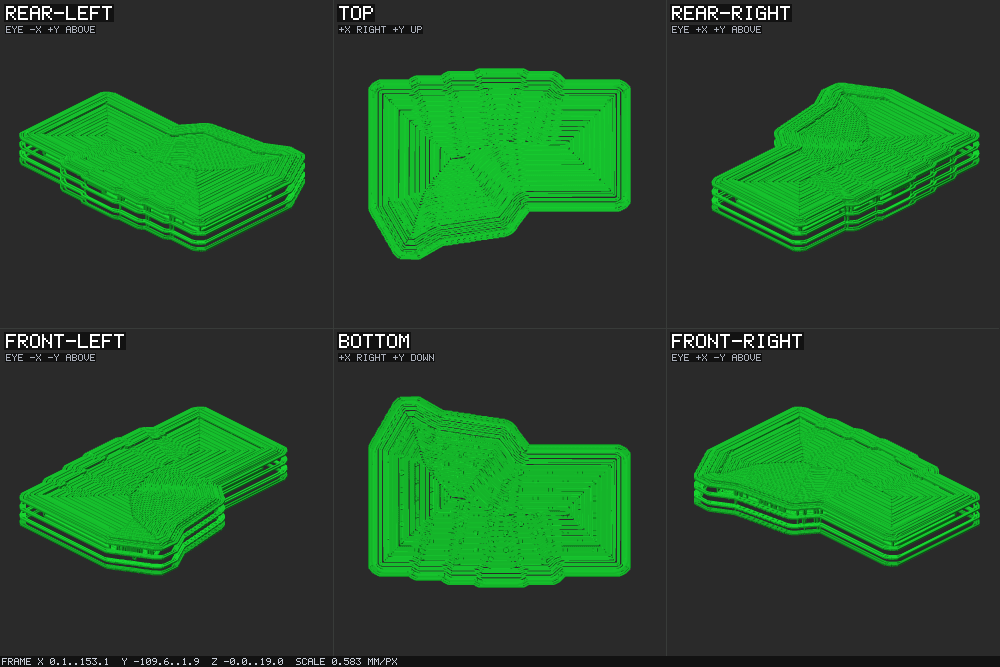 REAR-LEFT
EYE -X +Y ABOVE
TOP
+X RIGHT +Y UP
REAR-RIGHT
EYE +X +Y ABOVE
FRONT-LEFT
EYE -X -Y ABOVE
BOTTOM
+X RIGHT +Y DOWN
FRONT-RIGHT
EYE +X -Y ABOVE
FRAME X 0.1..153.1 Y -109.6..1.9 Z -0.0..19.0 SCALE 0.583 MM/PX